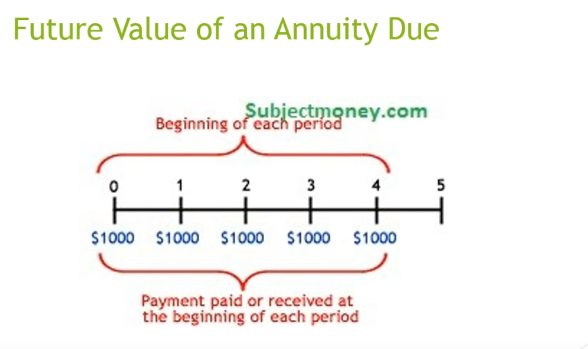 Future Value of an Annuity Due
Subjectmoney.com
Beginning of each period
0 1 2 3 4 5
$1000 $1000 $1000 $1000 $1000
Payment paid or received at
the beginning of each period